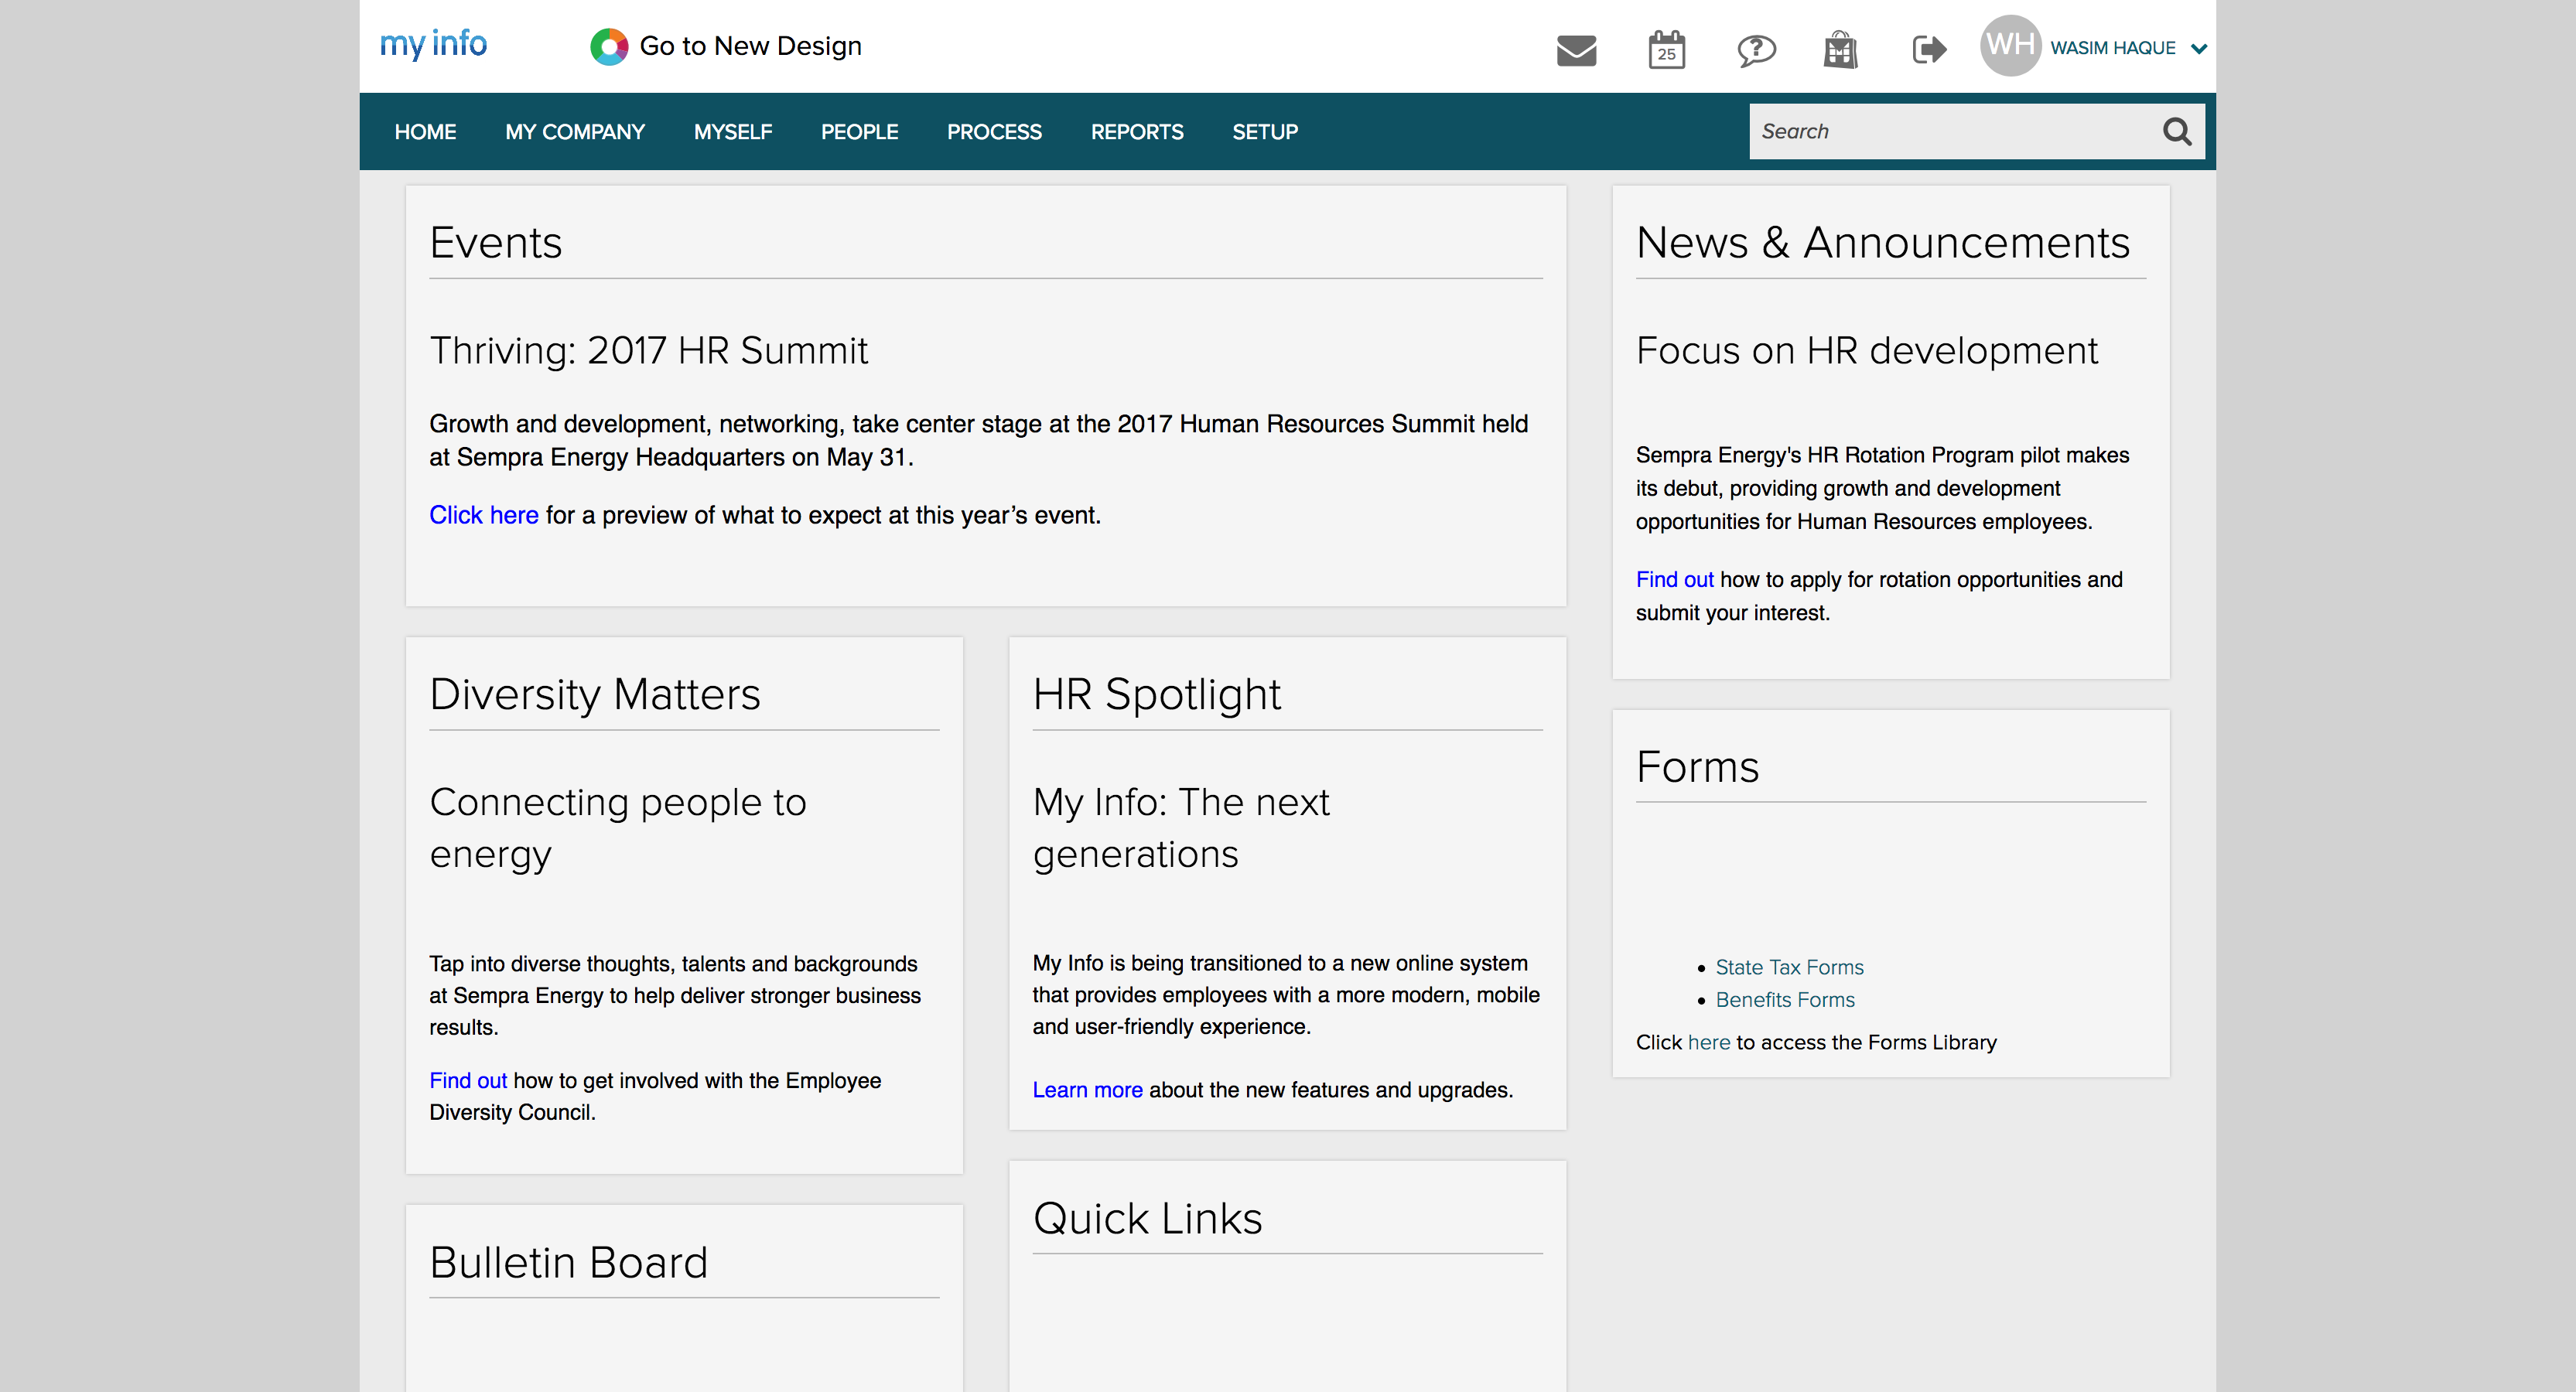 my info
Go to New Design
25
WH
WASIM HAQUE
HOME
MY COMPANY
MYSELF
PEOPLE
PROCESS
REPORTS
SETUP
Search
Events
Thriving: 2017 HR Summit
Growth and development, networking, take center stage at the 2017 Human Resources Summit held
at Sempra Energy Headquarters on May 31.
Click here for a preview of what to expect at this year’s event.
News & Announcements
Focus on HR development
Sempra Energy's HR Rotation Program pilot makes
its debut, providing growth and development
opportunities for Human Resources employees.
Find out how to apply for rotation opportunities and
submit your interest.
Diversity Matters
Connecting people to
energy
Tap into diverse thoughts, talents and backgrounds
at Sempra Energy to help deliver stronger business
results.
Find out how to get involved with the Employee
Diversity Council.
HR Spotlight
My Info: The next
generations
My Info is being transitioned to a new online system
that provides employees with a more modern, mobile
and user-friendly experience.
Learn more about the new features and upgrades.
Forms
State Tax Forms
Benefits Forms
Click here to access the Forms Library
Bulletin Board
Quick Links